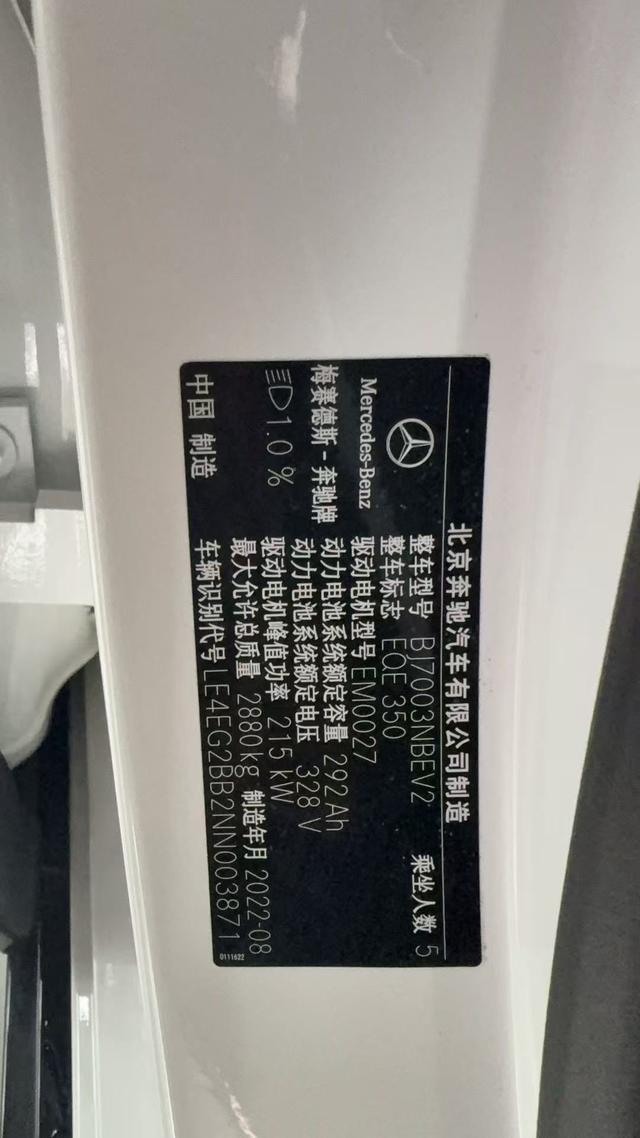 北京奔驰汽车有限公司制造
Mercedes-Benz
梅赛德斯-奔驰牌
1.0 %
中国 制造
整车型号 BJ7003NBEV2 乘坐人数 5
整车标志 EQE 350
驱动电机型号 EM0027
动力电池系统额定容量 292Ah
动力电池系统额定电压 328 V
驱动电机峰值功率 215 kW
最大允许总质量 2880kg 制造年月 2022-08
车辆识别代号 LE4EG2BB2NN003871
0111622